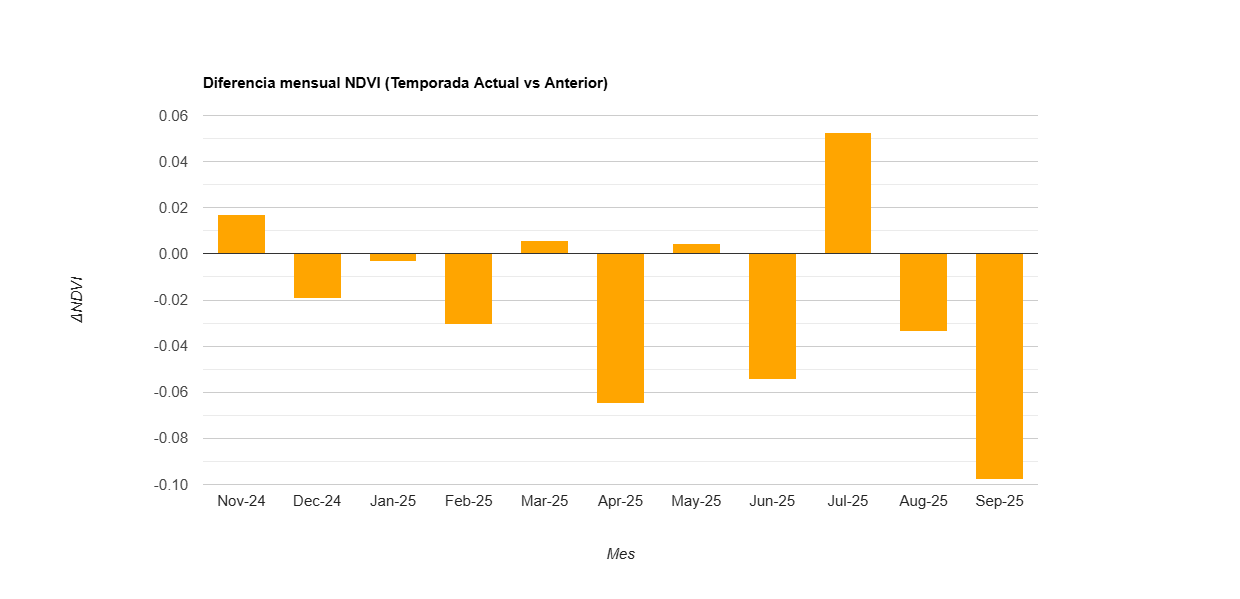 Diferencia mensual NDVI (Temporada Actual vs Anterior)
0.06
0.04
0.02
0.00
-0.02
-0.04
-0.06
-0.08
-0.10
ΔNDVI
Nov-24 Dec-24 Jan-25 Feb-25 Mar-25 Apr-25 May-25 Jun-25 Jul-25 Aug-25 Sep-25
Mes